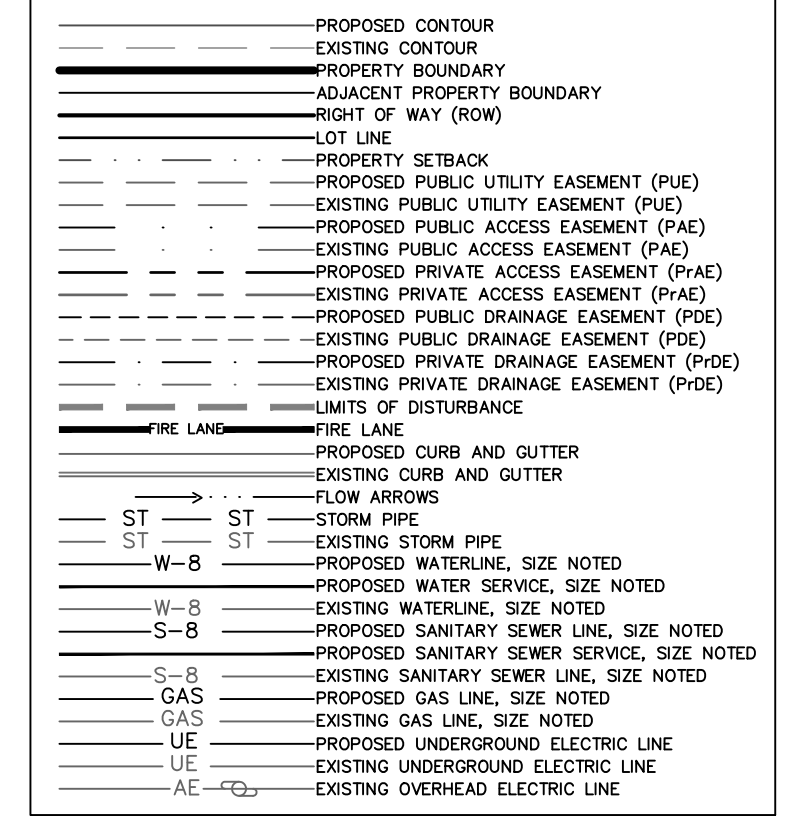 PROPOSED CONTOUR
EXISTING CONTOUR
PROPERTY BOUNDARY
ADJACENT PROPERTY BOUNDARY
RIGHT OF WAY (ROW)
LOT LINE
PROPERTY SETBACK
PROPOSED PUBLIC UTILITY EASEMENT (PUE)
EXISTING PUBLIC UTILITY EASEMENT (PUE)
PROPOSED PUBLIC ACCESS EASEMENT (PAE)
EXISTING PUBLIC ACCESS EASEMENT (PAE)
PROPOSED PRIVATE ACCESS EASEMENT (PrAE)
EXISTING PRIVATE ACCESS EASEMENT (PrAE)
PROPOSED PUBLIC DRAINAGE EASEMENT (PDE)
EXISTING PUBLIC DRAINAGE EASEMENT (PDE)
PROPOSED PRIVATE DRAINAGE EASEMENT (PrDE)
EXISTING PRIVATE DRAINAGE EASEMENT (PrDE)
LIMITS OF DISTURBANCE
FIRE LANE FIRE LANE
PROPOSED CURB AND GUTTER
EXISTING CURB AND GUTTER
FLOW ARROWS
ST ST STORM PIPE
ST ST EXISTING STORM PIPE
W-8 PROPOSED WATERLINE, SIZE NOTED
PROPOSED WATER SERVICE, SIZE NOTED
W-8 EXISTING WATERLINE, SIZE NOTED
S-8 PROPOSED SANITARY SEWER LINE, SIZE NOTED
PROPOSED SANITARY SEWER SERVICE, SIZE NOTED
S-8 EXISTING SANITARY SEWER LINE, SIZE NOTED
GAS PROPOSED GAS LINE, SIZE NOTED
GAS EXISTING GAS LINE, SIZE NOTED
UE PROPOSED UNDERGROUND ELECTRIC LINE
UE EXISTING UNDERGROUND ELECTRIC LINE
AE EXISTING OVERHEAD ELECTRIC LINE